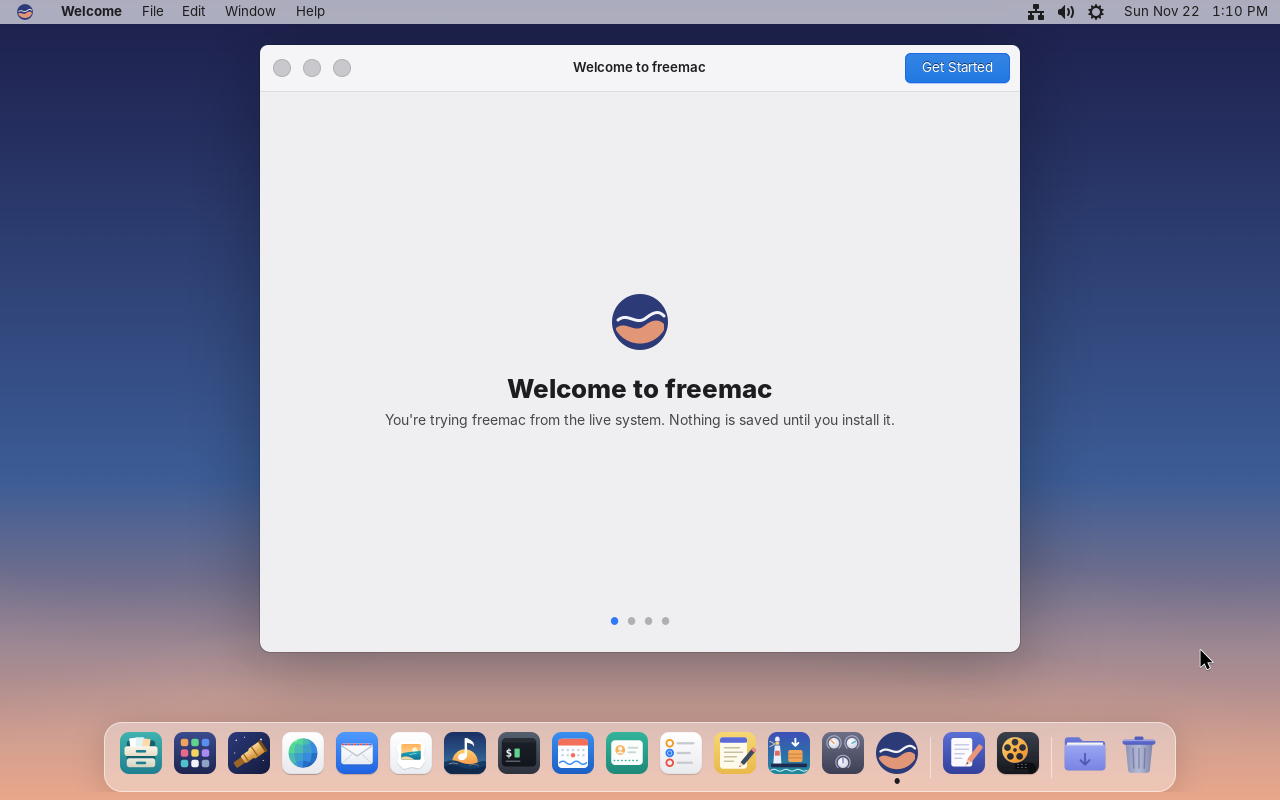 Welcome File Edit Window Help Sun Nov 22 1:10 PM
Welcome to freemac
Get Started
Welcome to freemac
You're trying freemac from the live system. Nothing is saved until you install it.
$